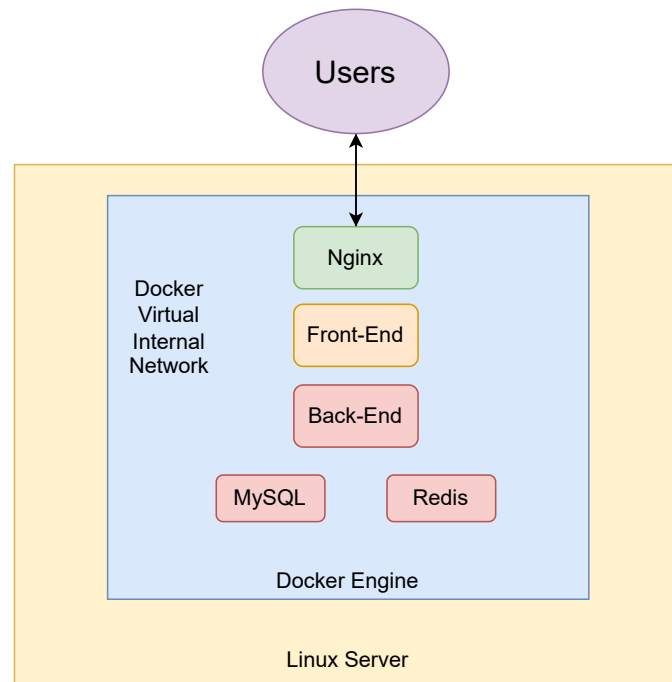 Users
Nginx
Docker
Virtual
Internal
Network
Front-End
Back-End
MySQL
Redis
Docker Engine
Linux Server